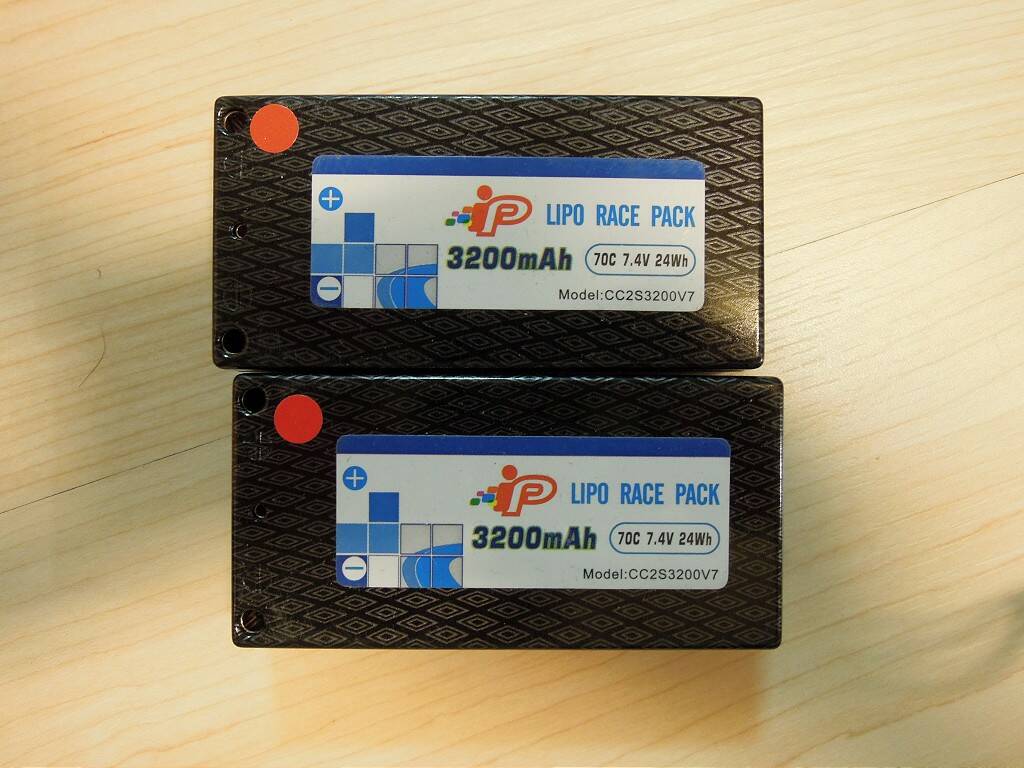 +
iP LIPO RACE PACK
3200mAh 70C 7.4V 24Wh
−
Model:CC2S3200V7
+
iP LIPO RACE PACK
3200mAh 70C 7.4V 24Wh
−
Model:CC2S3200V7